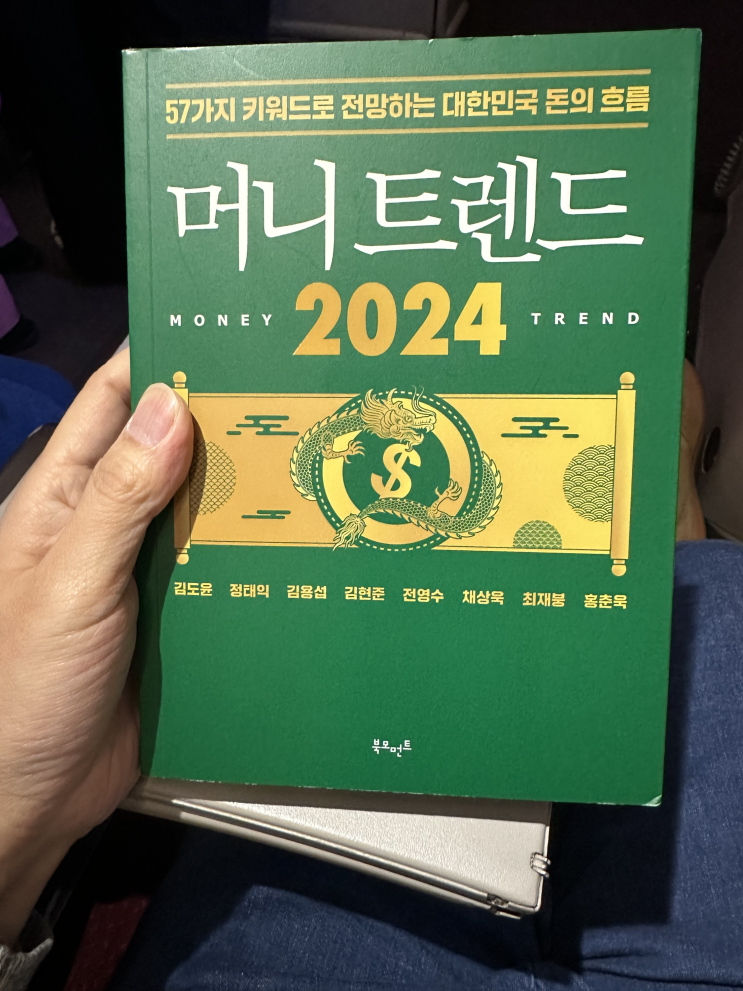 57가지 키워드로 전망하는 대한민국 돈의 흐름
머니 트렌드
MONEY 2024 TREND
$
김도윤 정태익 김용섭 김현준 전영수 채상욱 최재붕 홍춘욱
북모먼트